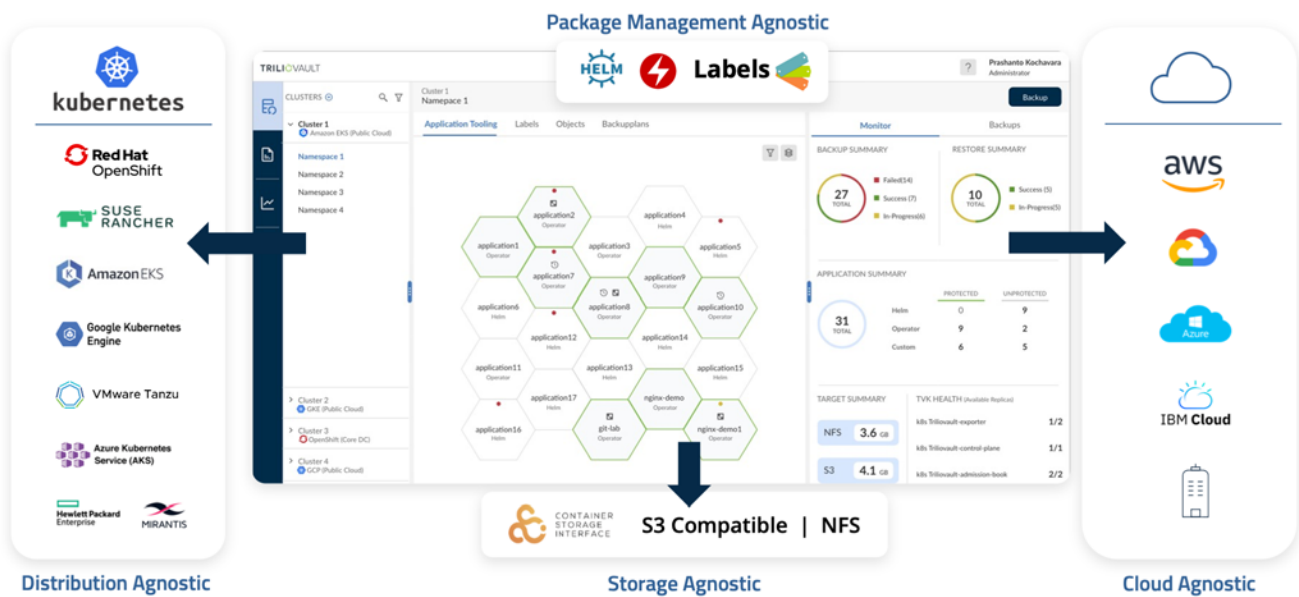 Package Management Agnostic
HELM
Labels
kubernetes
Red Hat
OpenShift
SUSE
RANCHER
Amazon EKS
Google Kubernetes
Engine
VMware Tanzu
Azure Kubernetes
Service (AKS)
Hewlett Packard
Enterprise
MIRANTIS
Distribution Agnostic
TRILIOVAULT
?
Prashanto Kochavara
Administrator
CLUSTERS
Cluster 1
Amazon EKS (Public Cloud)
Namespace 1
Namespace 2
Namespace 3
Namespace 4
Cluster 2
GKE (Public Cloud)
Cluster 3
OpenShift (Core DC)
Cluster 4
GCP (Public Cloud)
Cluster 1
Namepace 1
Backup
Application Tooling Labels Objects Backupplans
application2
Operator
application4
Helm
application1
Operator
application3
Helm
application5
Helm
application7
Operator
application9
Operator
application6
Helm
application8
Operator
application10
Operator
application12
Helm
application14
Helm
application11
Operator
application13
Helm
application15
Helm
application17
Helm
nginx-demo
Operator
application16
Helm
git-lab
Operator
nginx-demo1
Operator
Monitor Backups
BACKUP SUMMARY
27
TOTAL
Failed(14)
Success (7)
In-Progress(6)
RESTORE SUMMARY
10
TOTAL
Success (5)
In-Progress(5)
APPLICATION SUMMARY
31
TOTAL
PROTECTED UNPROTECTED
Helm 0 9
Operator 9 2
Custom 6 5
TARGET SUMMARY
NFS 3.6 GB
S3 4.1 GB
TVK HEALTH (Available Replicas)
k8s Triliovault-exporter 1/2
k8s Triliovault-control-plane 1/1
k8s Triliovault-admission-book 2/2
CONTAINER
STORAGE
INTERFACE
S3 Compatible | NFS
Storage Agnostic
aws
Azure
IBM Cloud
Cloud Agnostic